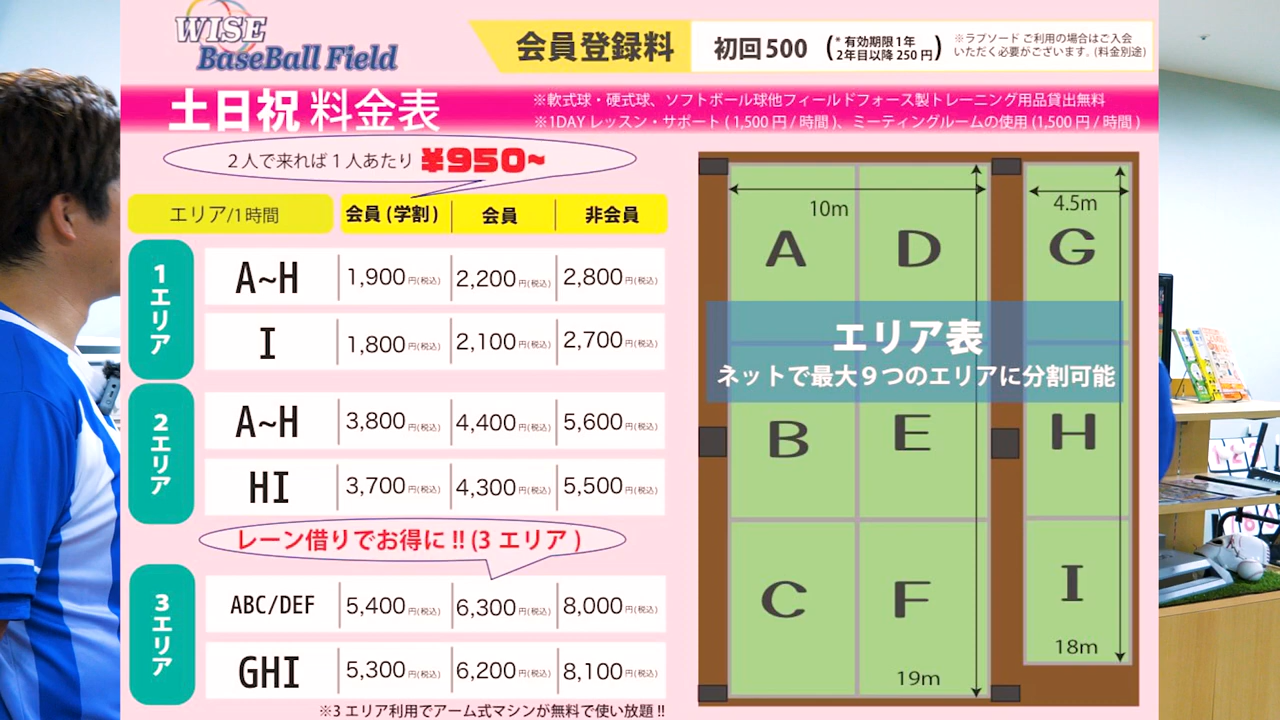 WISE
BaseBall Field
会員登録料
初回500
(*有効期限1年
2年目以降250円)
※ラプソードご利用の場合はご入会
いただく必要がございます。(料金別途)
土日祝 料金表
※軟式球・硬式球、ソフトボール球他フィールドフォース製トレーニング用品貸出無料
※1DAYレッスン・サポート(1,500円/時間)、ミーティングルームの使用(1,500円/時間)
2人で来れば1人あたり ¥950~
エリア/1時間 会員(学割) 会員 非会員
1エリア
A~H 1,900円(税込) 2,200円(税込) 2,800円(税込)
I 1,800円(税込) 2,100円(税込) 2,700円(税込)
2エリア
A~H 3,800円(税込) 4,400円(税込) 5,600円(税込)
HI 3,700円(税込) 4,300円(税込) 5,500円(税込)
レーン借りでお得に!!(3エリア)
3エリア
ABC/DEF 5,400円(税込) 6,300円(税込) 8,000円(税込)
GHI 5,300円(税込) 6,200円(税込) 8,100円(税込)
※3エリア利用でアーム式マシンが無料で使い放題!!
10m 4.5m
A D G
エリア表
ネットで最大9つのエリアに分割可能
B E H
C F I
18m
19m